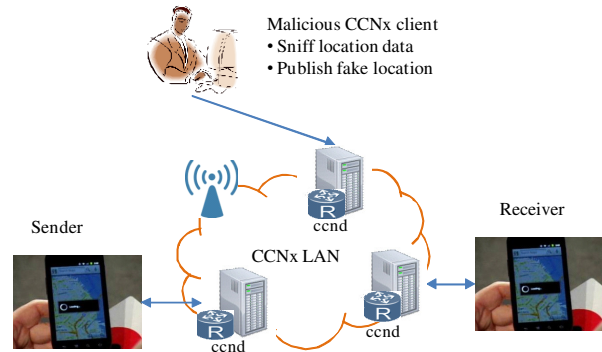 Malicious CCNx client
• Sniff location data
• Publish fake location
R
ccnd
Sender
Receiver
CCNx LAN
R
ccnd
R
ccnd